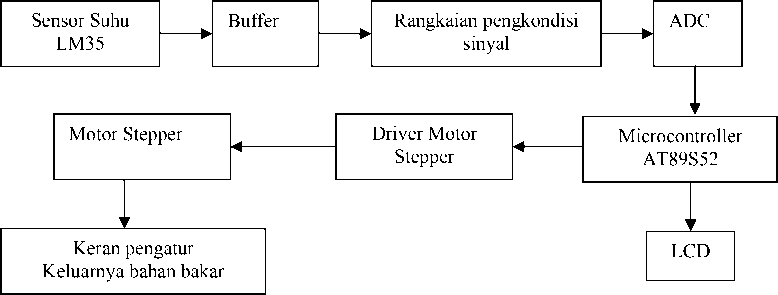 Sensor Suhu
LM35
Buffer
Rangkaian pengkondisi
sinyal
ADC
Microcontroller
AT89S52
Driver Motor
Stepper
Motor Stepper
Keran pengatur
Keluarnya bahan bakar
LCD